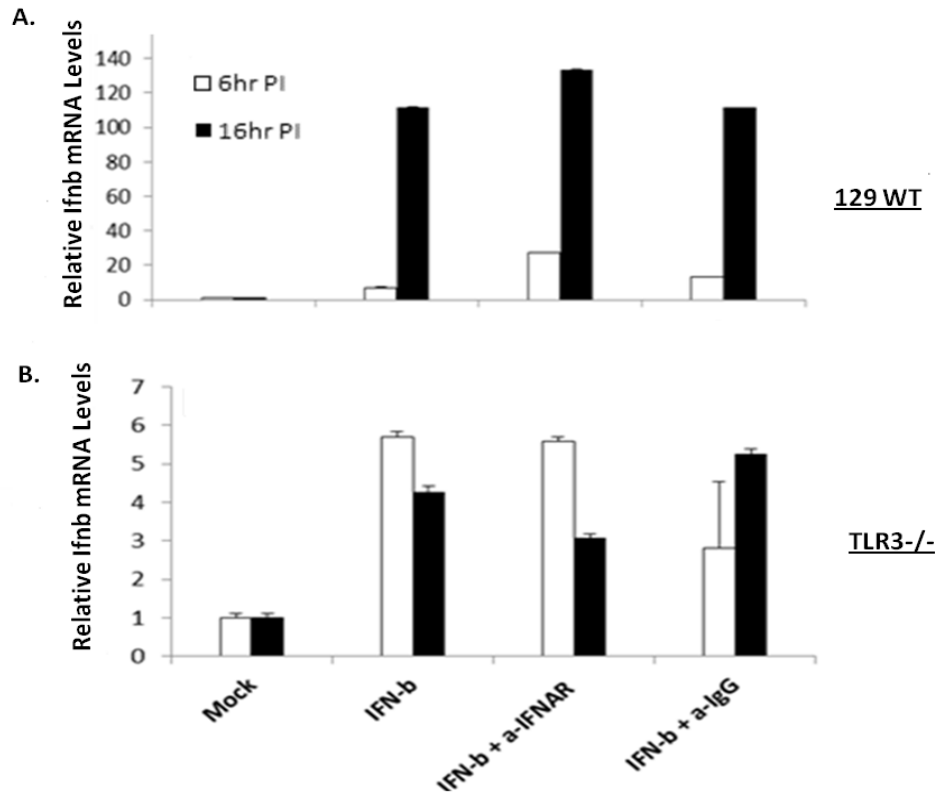 A.
Relative Ifnb mRNA Levels
140
120
100
80
60
40
20
0
6hr PI
16hr PI
129 WT
B.
Relative Ifnb mRNA Levels
7
6
5
4
3
2
1
0
TLR3-/-
Mock
IFN-b
IFN-b + a-IFNAR
IFN-b + a-IgG